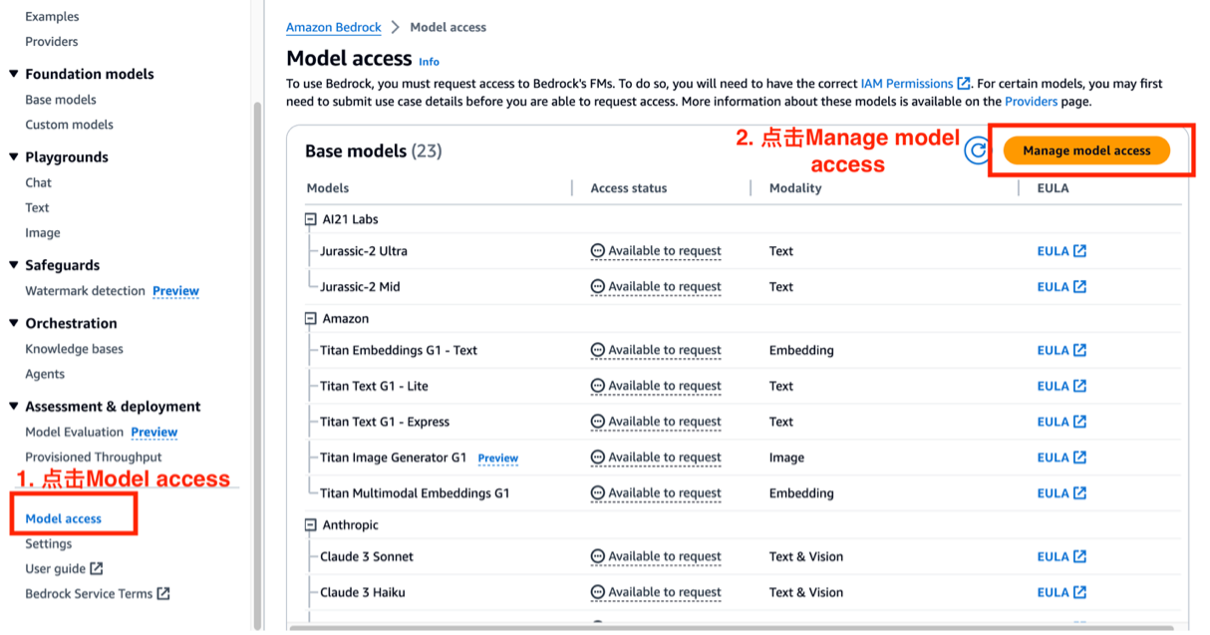 Examples
Providers
Foundation models
Base models
Custom models
Playgrounds
Chat
Text
Image
Safeguards
Watermark detection Preview
Orchestration
Knowledge bases
Agents
Assessment & deployment
Model Evaluation Preview
Provisioned Throughput
1. 点击Model access
Model access
Settings
User guide
Bedrock Service Terms
Amazon Bedrock > Model access
Model access Info
To use Bedrock, you must request access to Bedrock's FMs. To do so, you will need to have the correct IAM Permissions. For certain models, you may first
need to submit use case details before you are able to request access. More information about these models is available on the Providers page.
Base models (23)
2. 点击Manage model
access
Manage model access
Models Access status Modality EULA
AI21 Labs
Jurassic-2 Ultra Available to request Text EULA
Jurassic-2 Mid Available to request Text EULA
Amazon
Titan Embeddings G1 - Text Available to request Embedding EULA
Titan Text G1 - Lite Available to request Text EULA
Titan Text G1 - Express Available to request Text EULA
Titan Image Generator G1 Preview Available to request Image EULA
Titan Multimodal Embeddings G1 Available to request Embedding EULA
Anthropic
Claude 3 Sonnet Available to request Text & Vision EULA
Claude 3 Haiku Available to request Text & Vision EULA